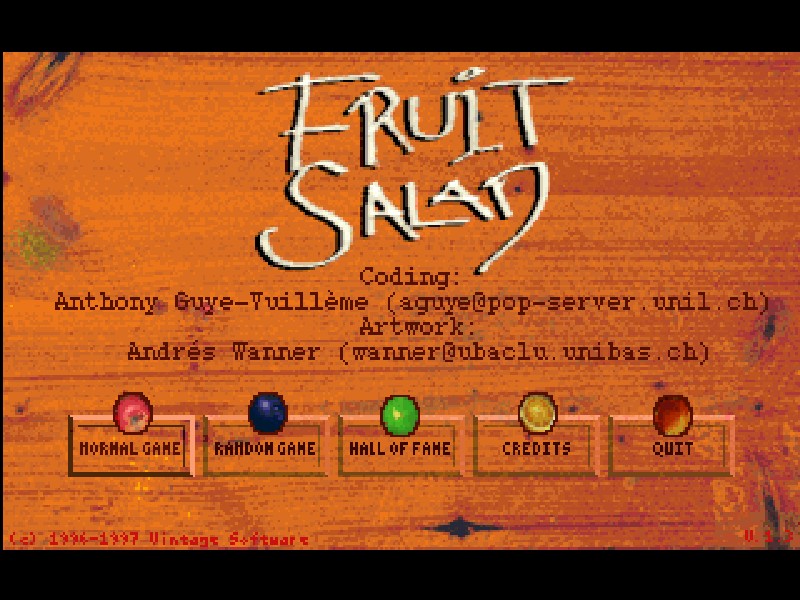 FRUIT
SALAD
Coding:
Anthony Guye-Vuillème (aguye@pop-server.unil.ch)
Artwork:
Andrés Wanner (wanner@ubaclu.unibas.ch)
NORMAL GAME RANDOM GAME HALL OF FAME CREDITS QUIT
(c) 1996-1997 Vintage Software